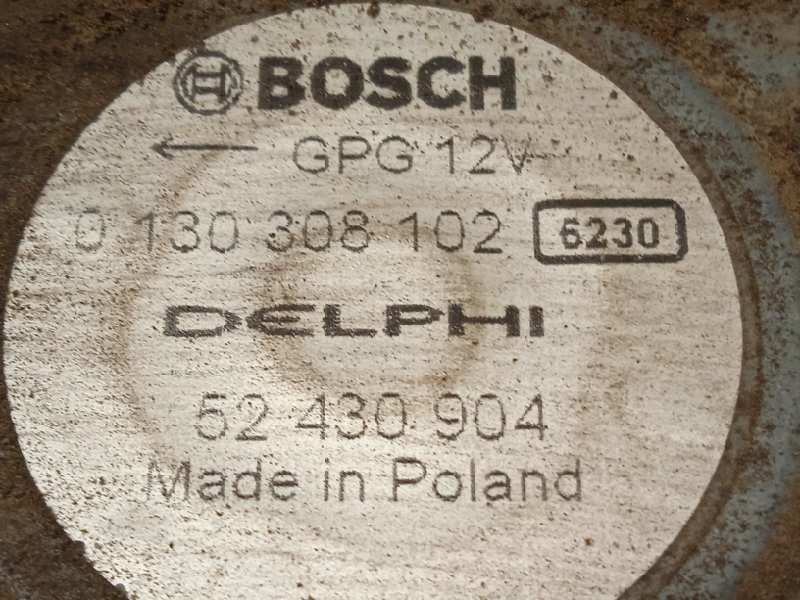 BOSCH
GPG 12V
0 130 308 102 6230
DELPHI
52 430 904
Made in Poland